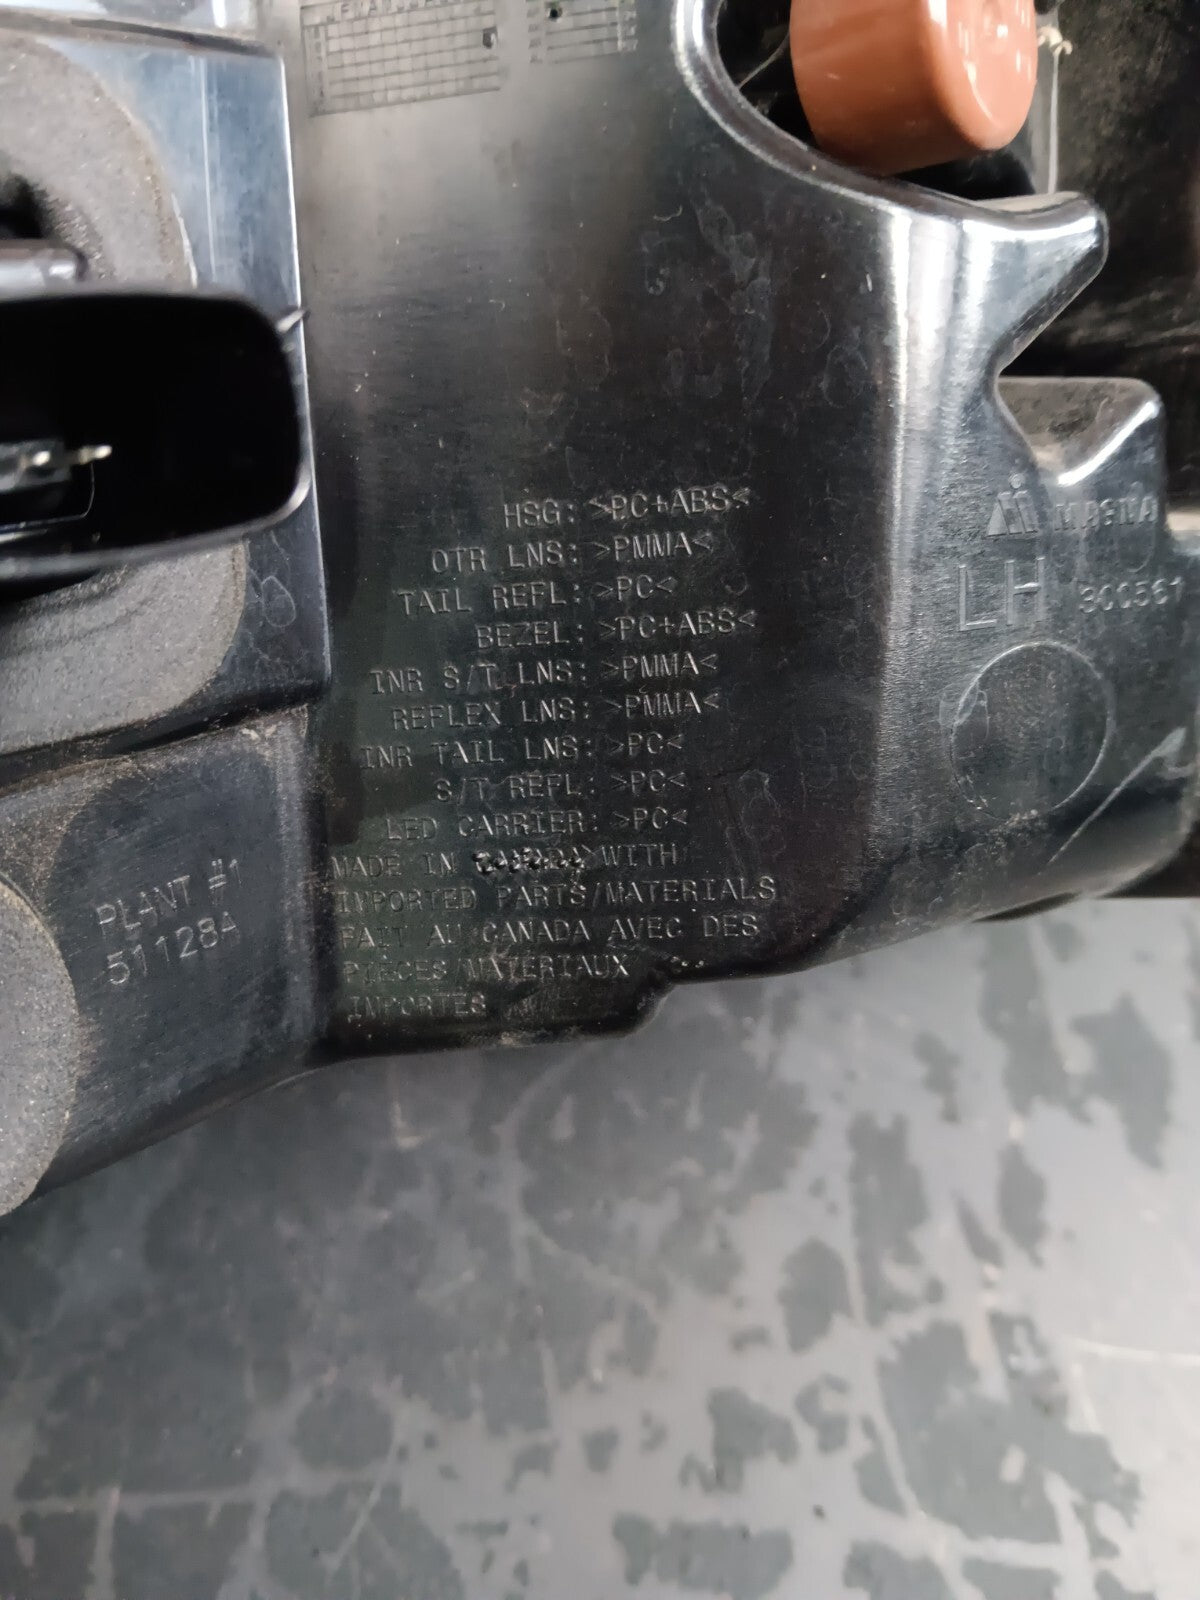 HSG: >PC+ABS<
OTR LNS: >PMMA<
TAIL REFL: >PC<
BEZEL: >PC+ABS<
INR S/T LNS: >PMMA<
REFLEX LNS: >PMMA<
INR TAIL LNS: >PC<
S/T REFL: >PC<
LED CARRIER: >PC<
MADE IN WITH
IMPORTED PARTS/MATERIALS
FAIT AU CANADA AVEC DES
PIECES/MATERIAUX
IMPORTES
MAGNA
LH 300561
PLANT #1
51128A